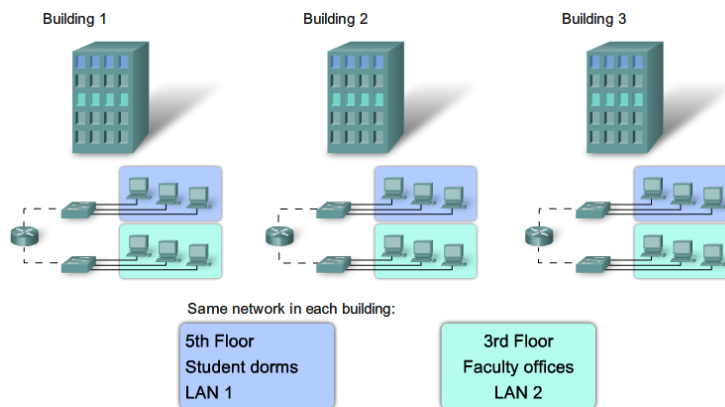 Building 1
Building 2
Building 3
Same network in each building:
5th Floor
Student dorms
LAN 1
3rd Floor
Faculty offices
LAN 2